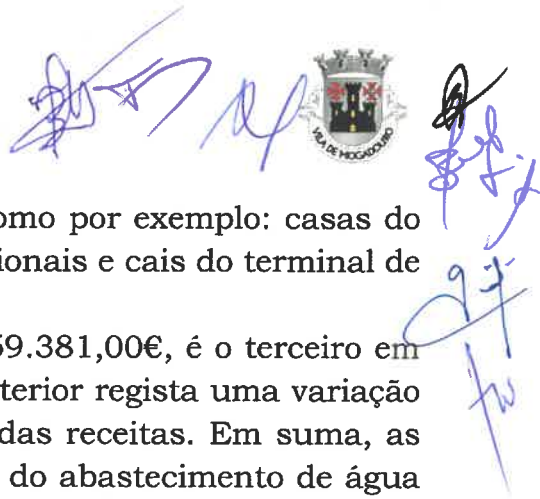 VILA DE MOGADOURO
omo por exemplo: casas do
ionais e cais do terminal de
59.381,00€, é o terceiro em
terior regista uma variação
das receitas. Em suma, as
do abastecimento de água